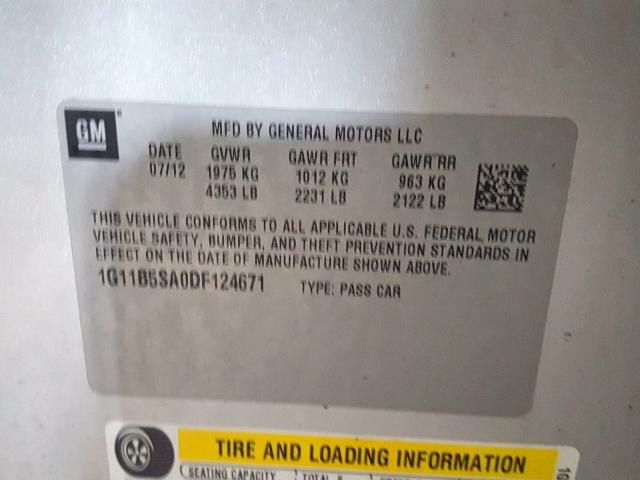 GM
MFD BY GENERAL MOTORS LLC
DATE GVWR GAWR FRT GAWR RR
07/12 1975 KG 1012 KG 963 KG
4353 LB 2231 LB 2122 LB
THIS VEHICLE CONFORMS TO ALL APPLICABLE U.S. FEDERAL MOTOR
VEHICLE SAFETY, BUMPER, AND THEFT PREVENTION STANDARDS IN
EFFECT ON THE DATE OF MANUFACTURE SHOWN ABOVE.
1G11B5SA0DF124671 TYPE: PASS CAR
TIRE AND LOADING INFORMATION
SEATING CAPACITY TOTAL